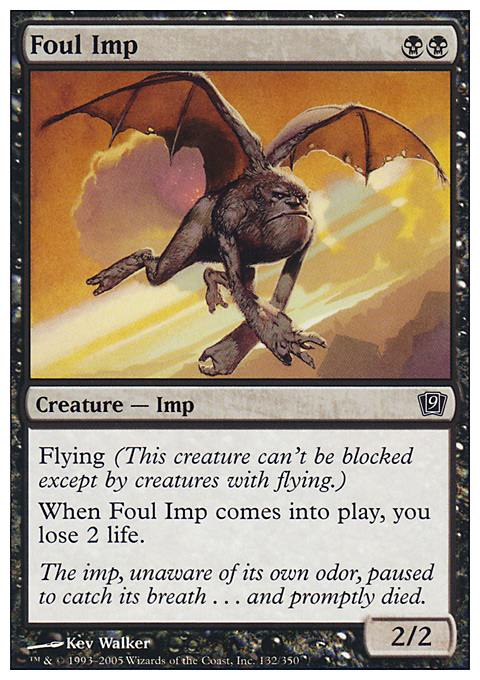 Foul Imp
Creature — Imp
9
Flying (This creature can't be blocked
except by creatures with flying.)
When Foul Imp comes into play, you
lose 2 life.
The imp, unaware of its own odor, paused
to catch its breath . . . and promptly died.
Kev Walker
2/2
™ & © 1993–2005 Wizards of the Coast, Inc. 132/350